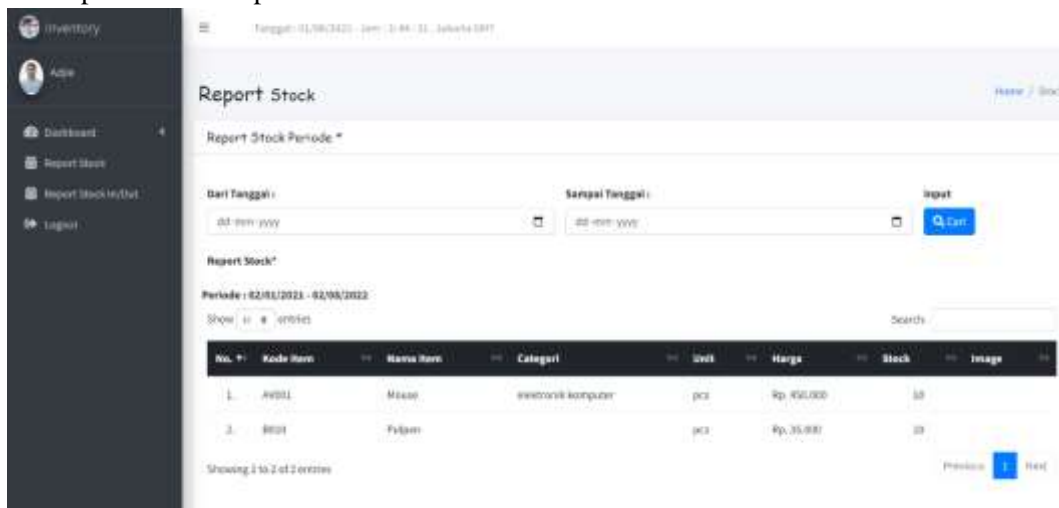 Inventory
Adjie
Dashboard
Report Stock
Report Stock In/Out
Logout
Report Stock
Home / Stock
Report Stock Periode *
Dari Tanggal :
Sampai Tanggal :
Input
dd-mm-yyyy
dd-mm-yyyy
Cari
Report Stock*
Periode : 02/01/2021 - 02/08/2022
Show entries
Search:
No. Kode Item Nama Item Categori Unit Harga Stock Image
1. Mouse elektronik komputer pcs Rp. 450.000 10
2. Pulpen pcs Rp. 35.000 10
Showing 1 to 2 of 2 entries
Previous 1 Next